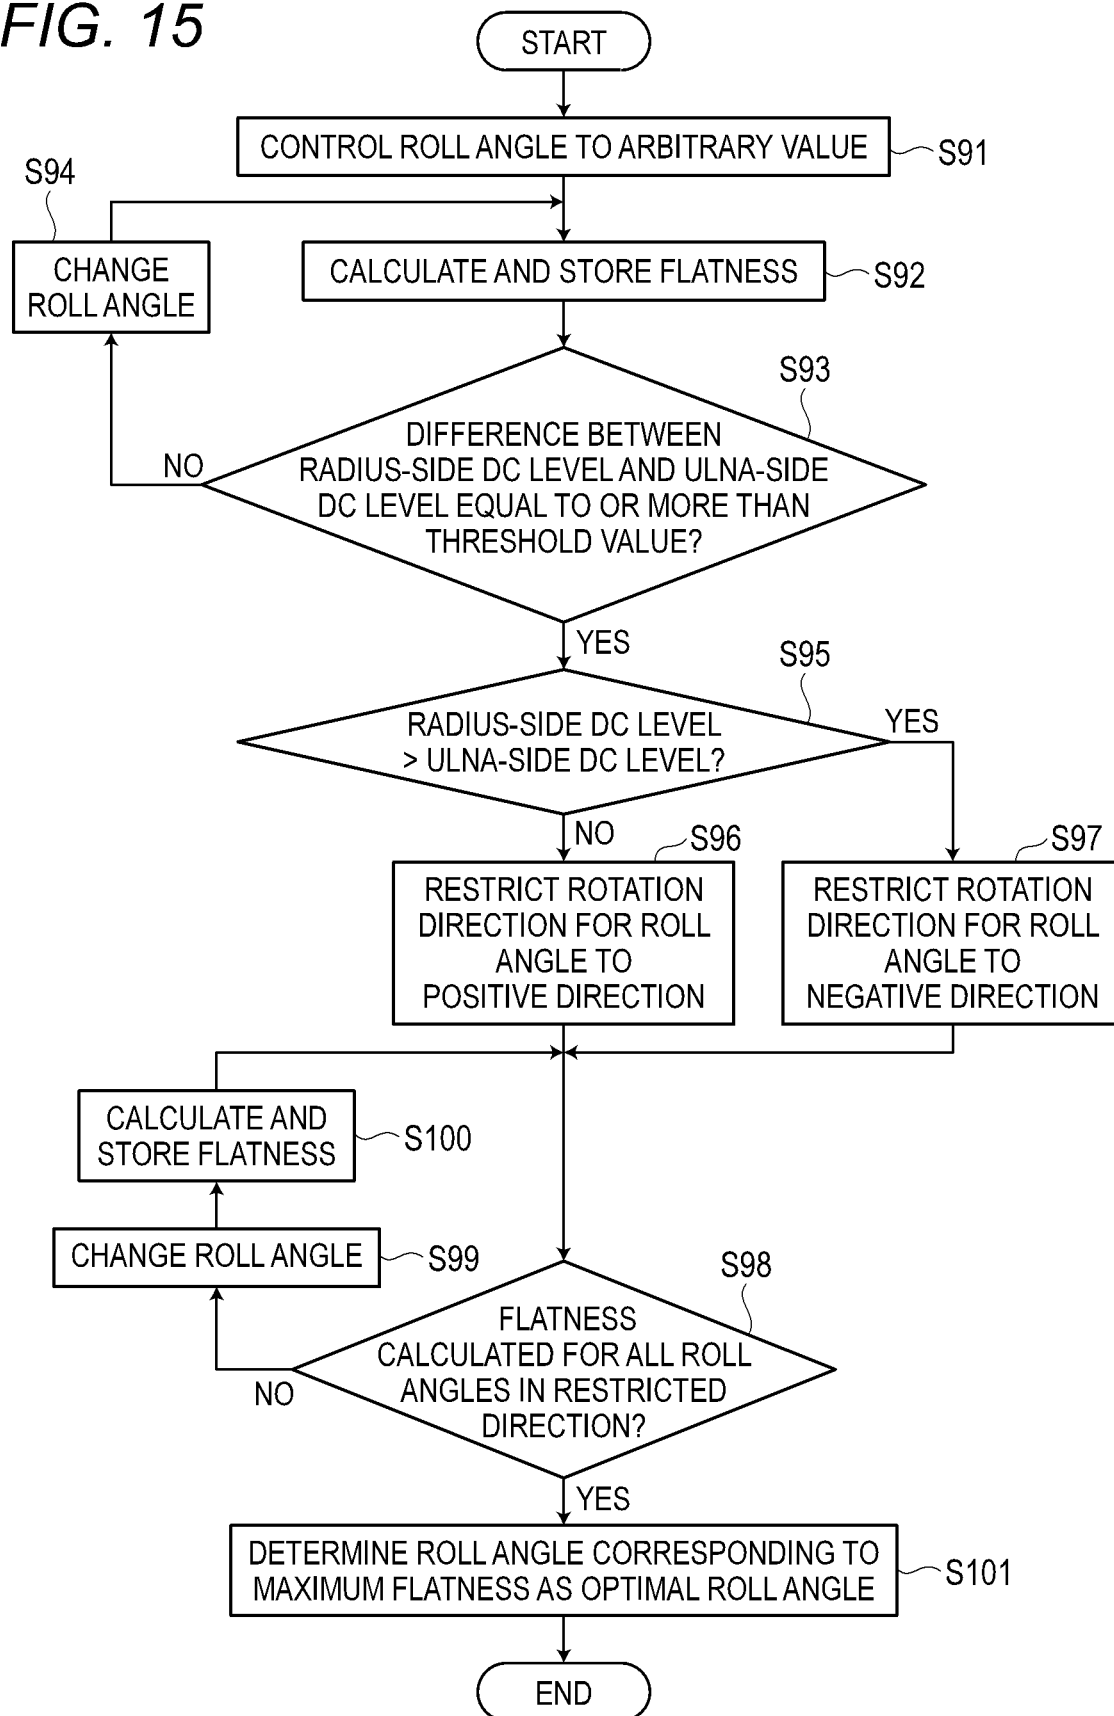 FIG. 15
START
CONTROL ROLL ANGLE TO ARBITRARY VALUE
S91
S94
CHANGE
ROLL ANGLE
CALCULATE AND STORE FLATNESS
S92
S93
DIFFERENCE BETWEEN
RADIUS-SIDE DC LEVEL AND ULNA-SIDE
DC LEVEL EQUAL TO OR MORE THAN
THRESHOLD VALUE?
NO
YES
S95
RADIUS-SIDE DC LEVEL
> ULNA-SIDE DC LEVEL?
YES
NO
S96
RESTRICT ROTATION
DIRECTION FOR ROLL
ANGLE TO
POSITIVE DIRECTION
S97
RESTRICT ROTATION
DIRECTION FOR ROLL
ANGLE TO
NEGATIVE DIRECTION
CALCULATE AND
STORE FLATNESS
S100
CHANGE ROLL ANGLE
S99
S98
FLATNESS
CALCULATED FOR ALL ROLL
ANGLES IN RESTRICTED
DIRECTION?
NO
YES
DETERMINE ROLL ANGLE CORRESPONDING TO
MAXIMUM FLATNESS AS OPTIMAL ROLL ANGLE
S101
END